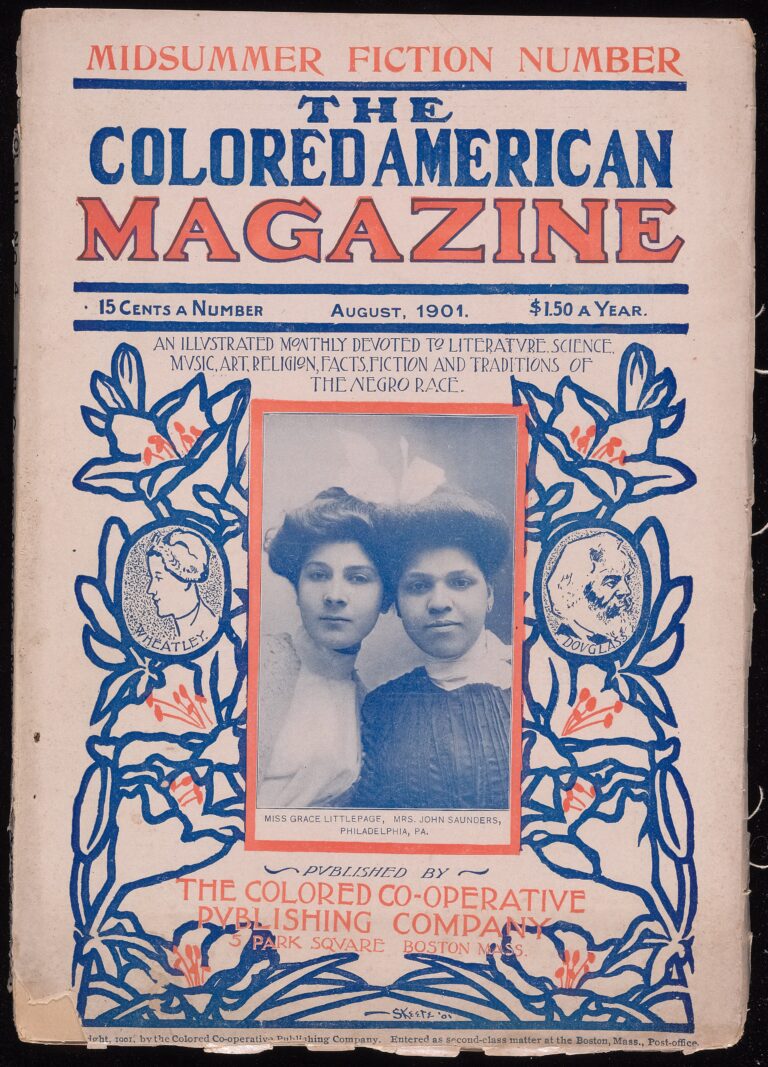 MIDSUMMER FICTION NUMBER
THE
COLORED AMERICAN
MAGAZINE
15 CENTS A NUMBER AUGUST, 1901. $1.50 A YEAR.
AN ILLVSTRATED MONTHLY DEVOTED TO LITERATVRE, SCIENCE,
MVSIC, ART, RELIGION, FACTS, FICTION AND TRADITIONS OF
THE NEGRO RACE.
WHEATLEY.
DOVGLASS
MISS GRACE LITTLEPAGE, MRS. JOHN SAUNDERS,
PHILADELPHIA, PA.
PVBLISHED BY
THE COLORED CO-OPERATIVE
PVBLISHING COMPANY
5 PARK SQVARE BOSTON MASS.
'01
1901, by the Colored Co-operative Publishing Company. Entered as second-class matter at the Boston, Mass., Post-office.